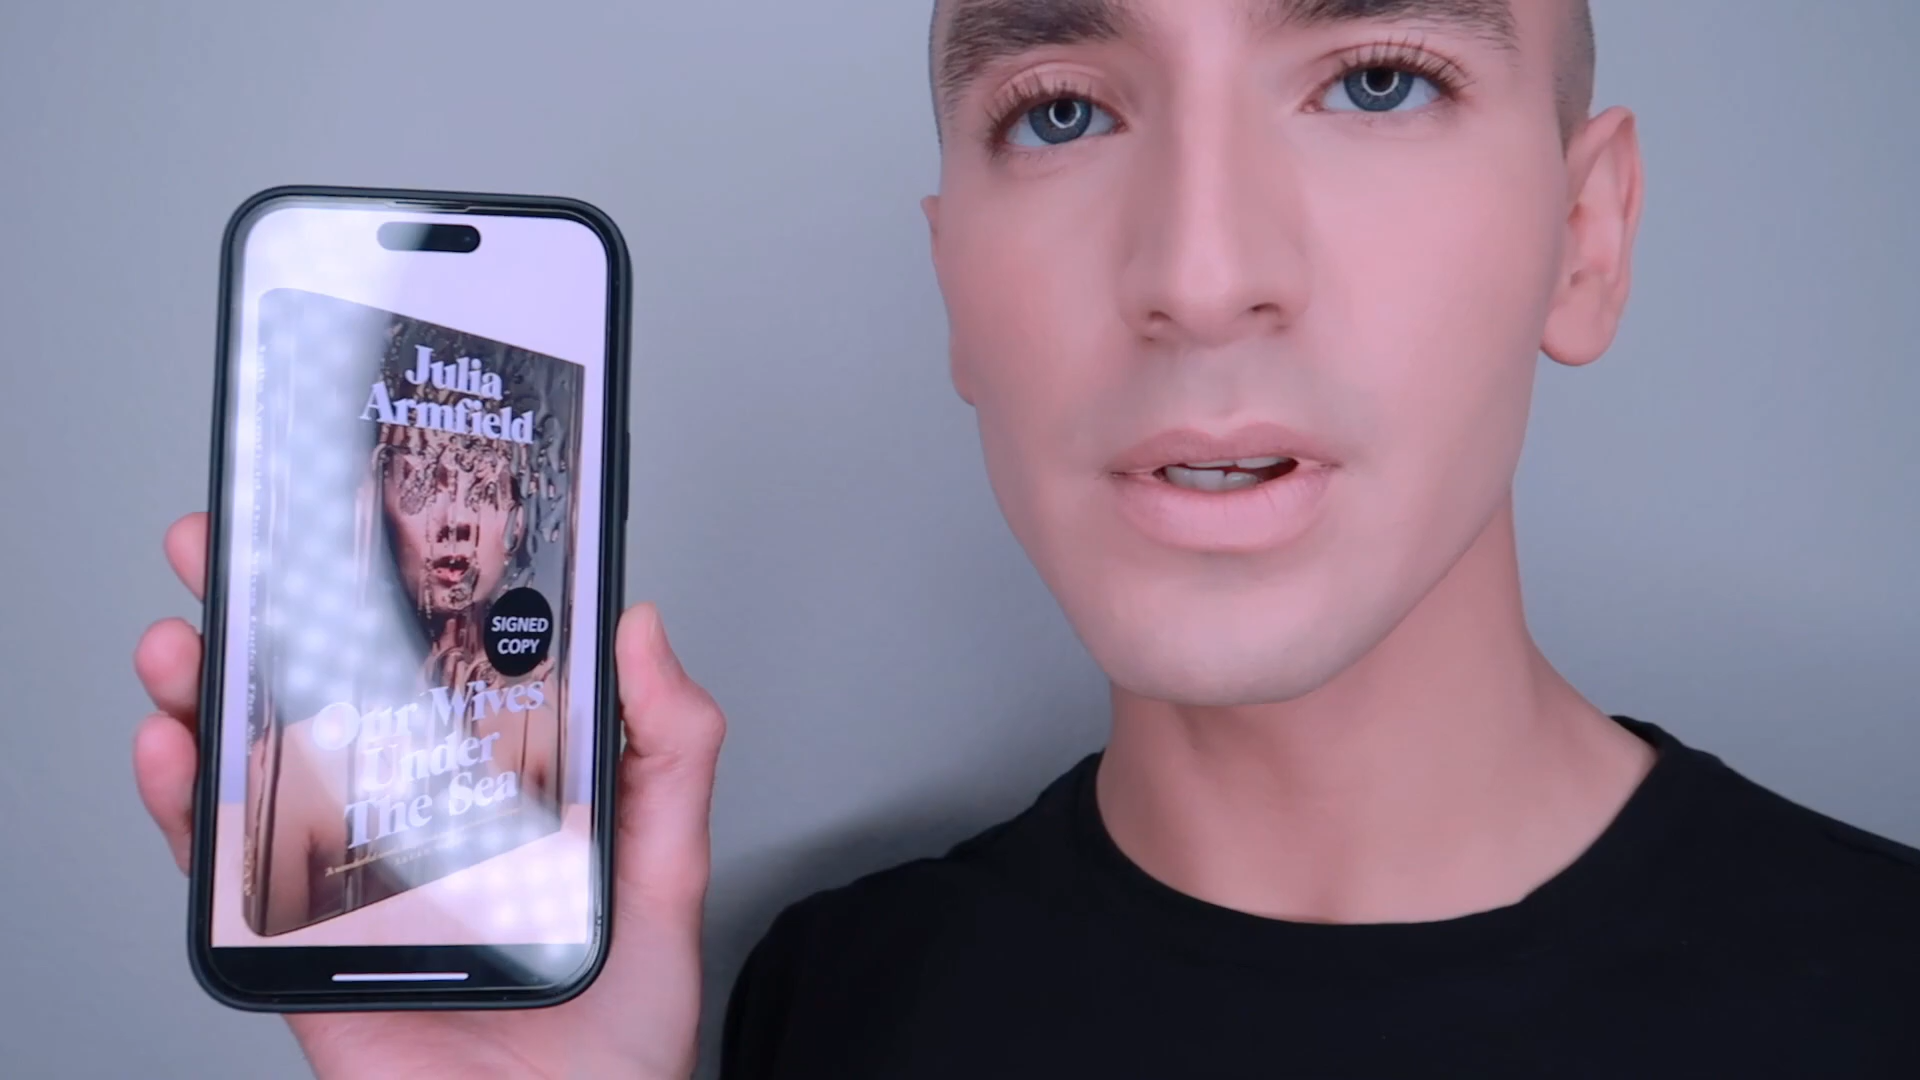 Julia
Armfield
SIGNED
COPY
Our Wives
Under
The Sea